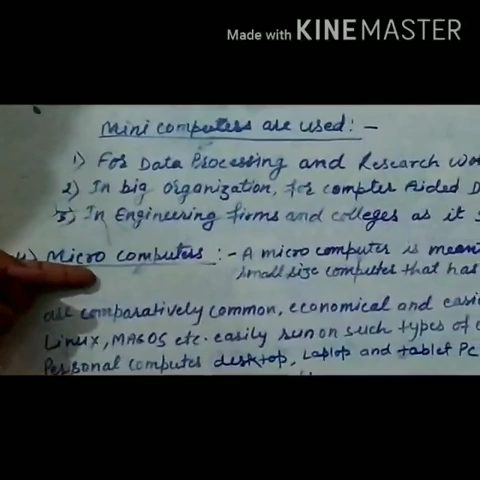 Made with KINEMASTER
Mini computers are used:-
1) For Data Processing and Research
2) In big organization, for compter Aided
3) In Engineering firms and colleges as it
4) Micro computers :- A micro computer is
small size computer that has
are comparatively common, economical and
Linux, MACOS etc. easily run on such types of
Personal computes desktop, Laptop and tablet PC